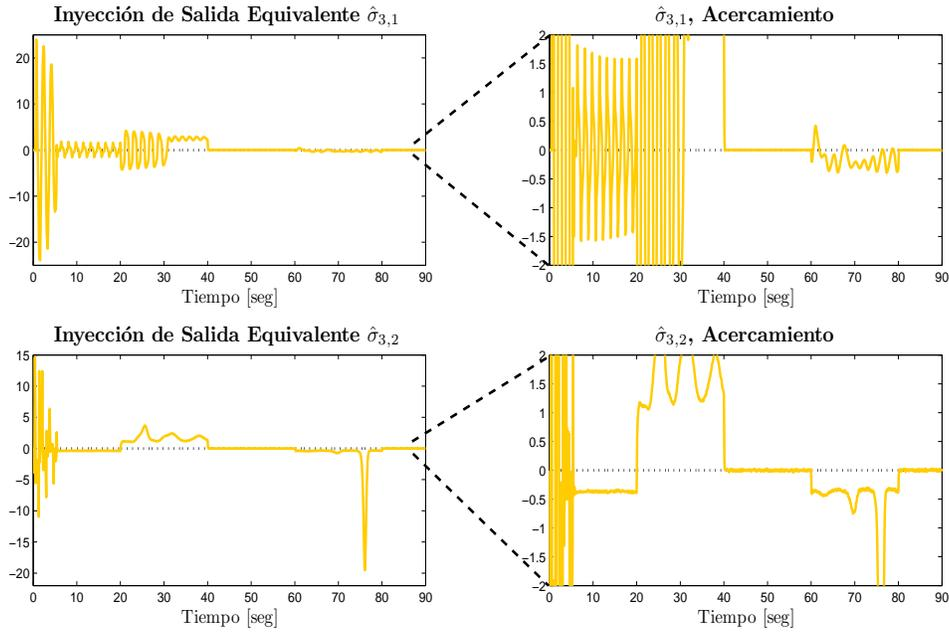 Inyección de Salida Equivalente σ̂3,1
20
10
0
−10
−20
0 10 20 30 40 50 60 70 80 90
Tiempo [seg]
σ̂3,1, Acercamiento
2
1.5
1
0.5
0
−0.5
−1
−1.5
−2
0 10 20 30 40 50 60 70 80 90
Tiempo [seg]
Inyección de Salida Equivalente σ̂3,2
15
10
5
0
−5
−10
−15
−20
0 10 20 30 40 50 60 70 80 90
Tiempo [seg]
σ̂3,2, Acercamiento
2
1.5
1
0.5
0
−0.5
−1
−1.5
−2
0 10 20 30 40 50 60 70 80 90
Tiempo [seg]